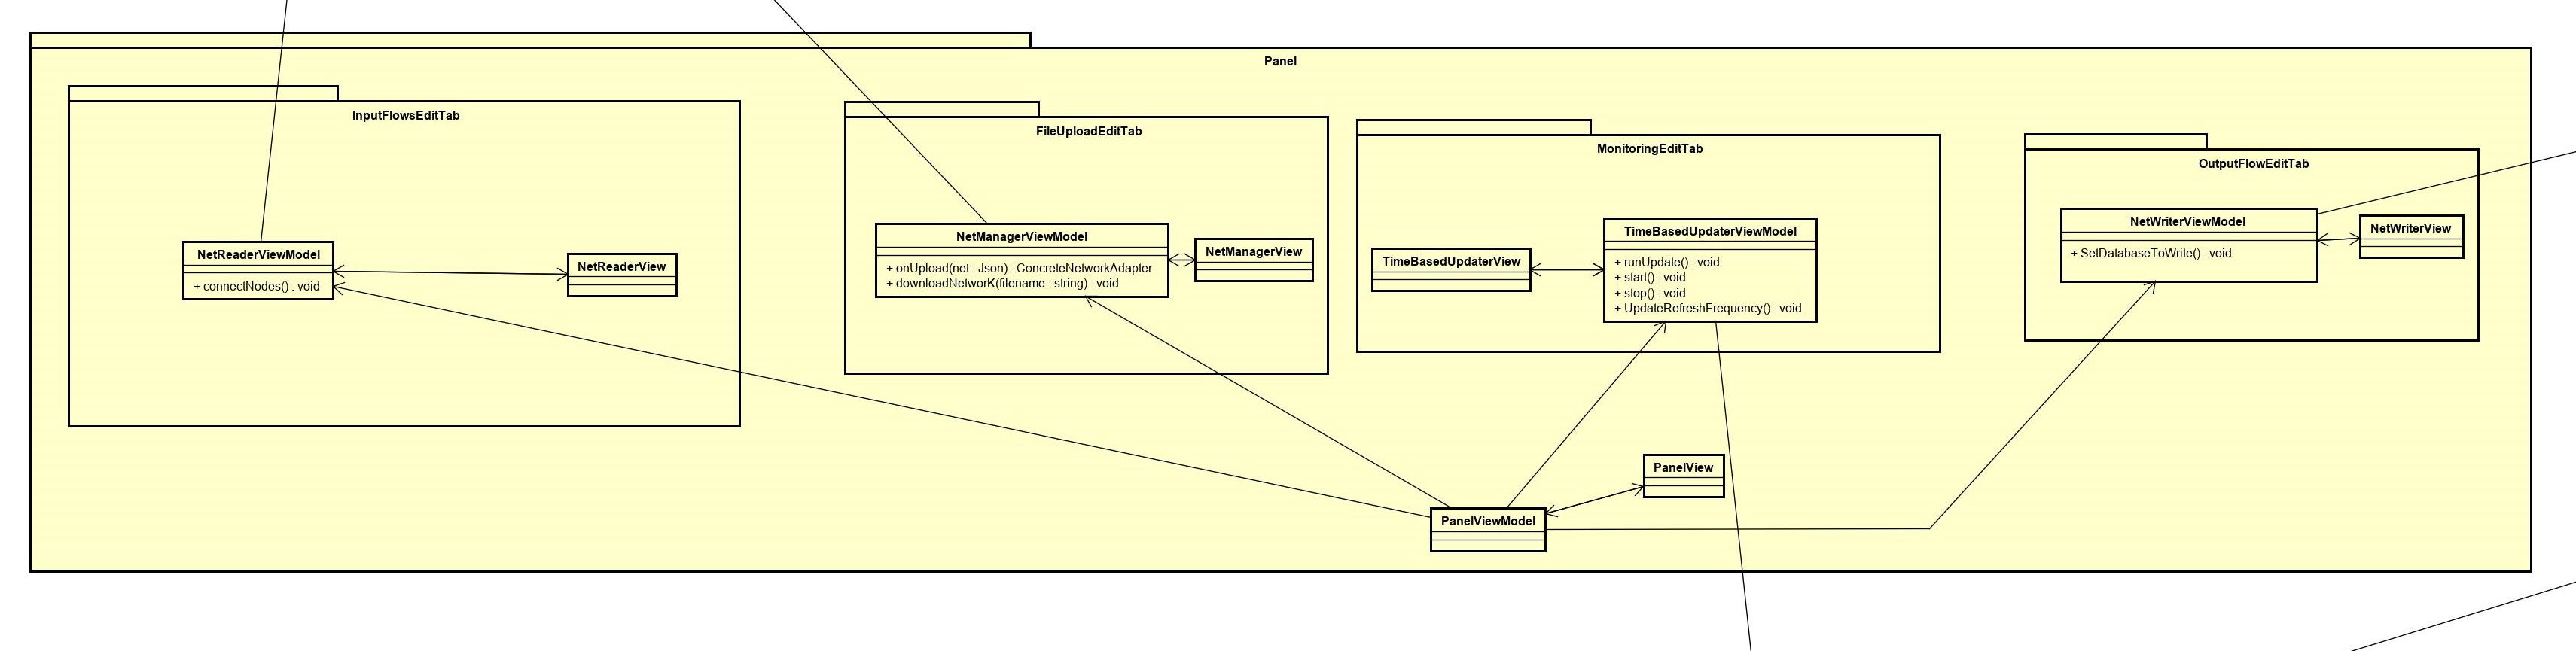 Panel
InputFlowsEditTab
NetReaderViewModel
+ connectNodes() : void
NetReaderView
FileUploadEditTab
NetManagerViewModel
+ onUpload(net : Json) : ConcreteNetworkAdapter
+ downloadNetworK(filename : string) : void
NetManagerView
MonitoringEditTab
TimeBasedUpdaterView
TimeBasedUpdaterViewModel
+ runUpdate() : void
+ start() : void
+ stop() : void
+ UpdateRefreshFrequency() : void
OutputFlowEditTab
NetWriterViewModel
+ SetDatabaseToWrite() : void
NetWriterView
PanelView
PanelViewModel